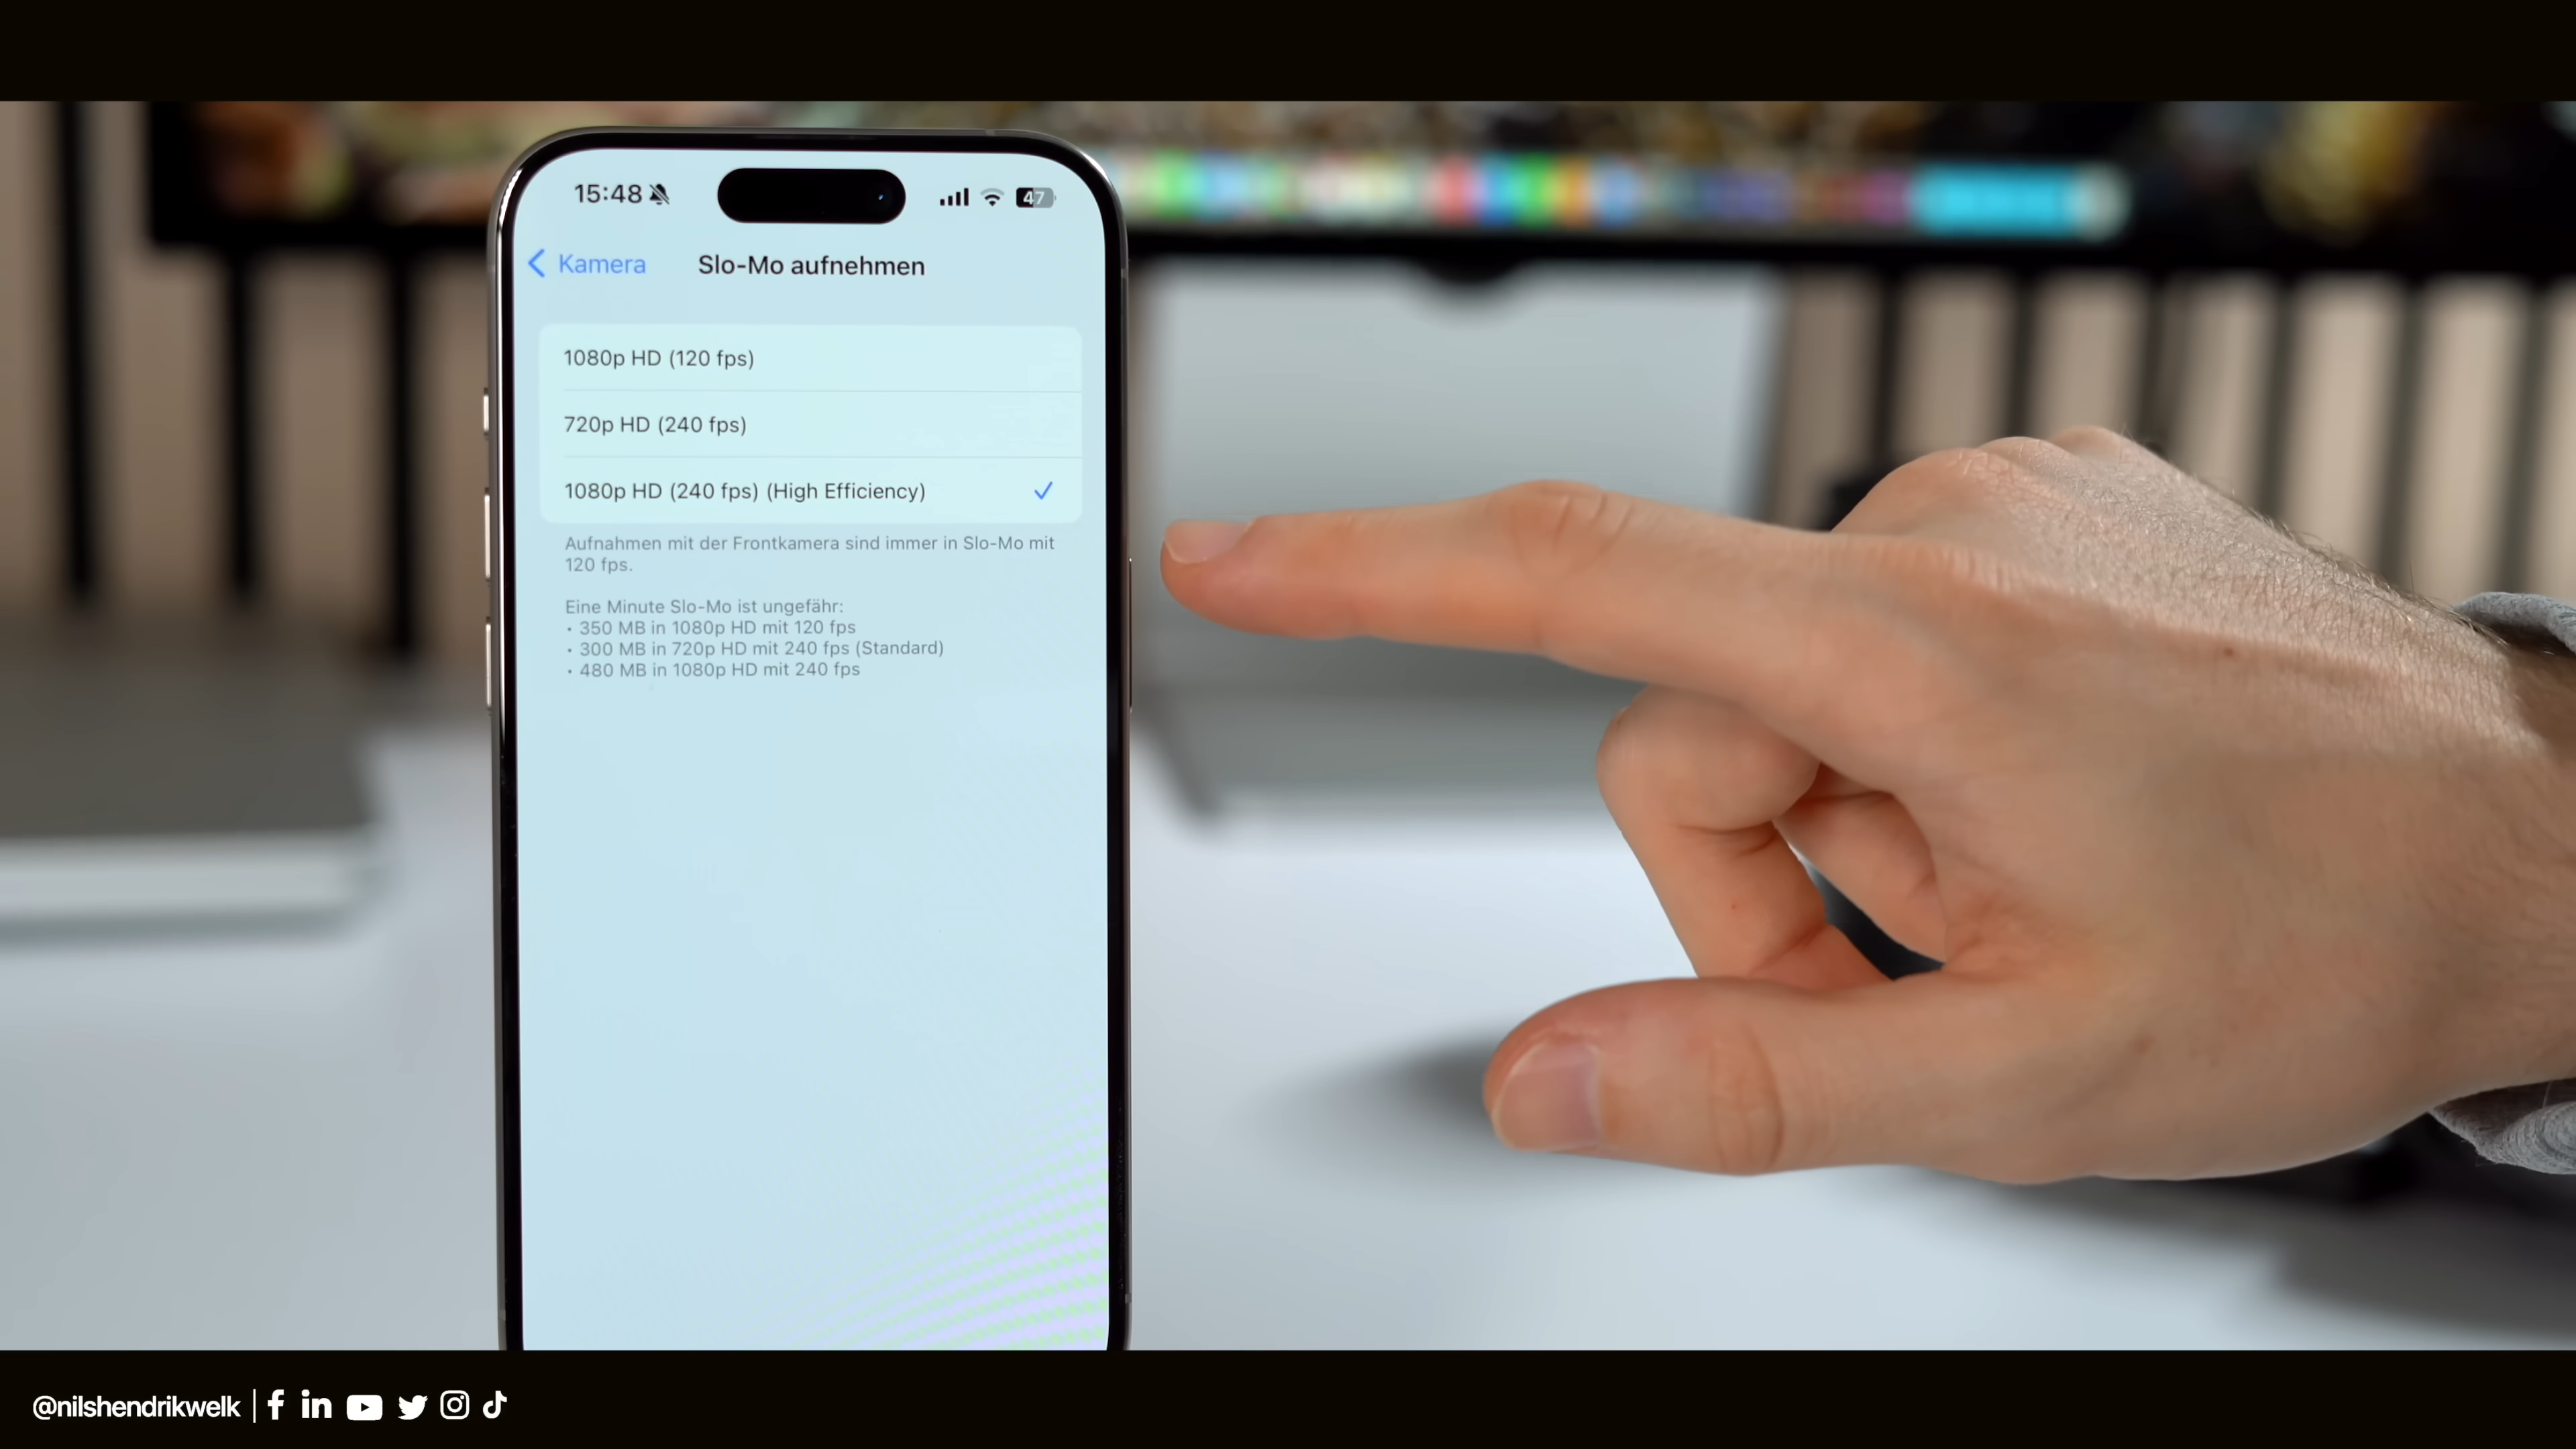 15:48
47
Kamera
Slo-Mo aufnehmen
1080p HD (120 fps)
720p HD (240 fps)
1080p HD (240 fps) (High Efficiency)
Aufnahmen mit der Frontkamera sind immer in Slo-Mo mit
120 fps.
Eine Minute Slo-Mo ist ungefähr:
• 350 MB in 1080p HD mit 120 fps
• 300 MB in 720p HD mit 240 fps (Standard)
• 480 MB in 1080p HD mit 240 fps
@nilshendrikwelk